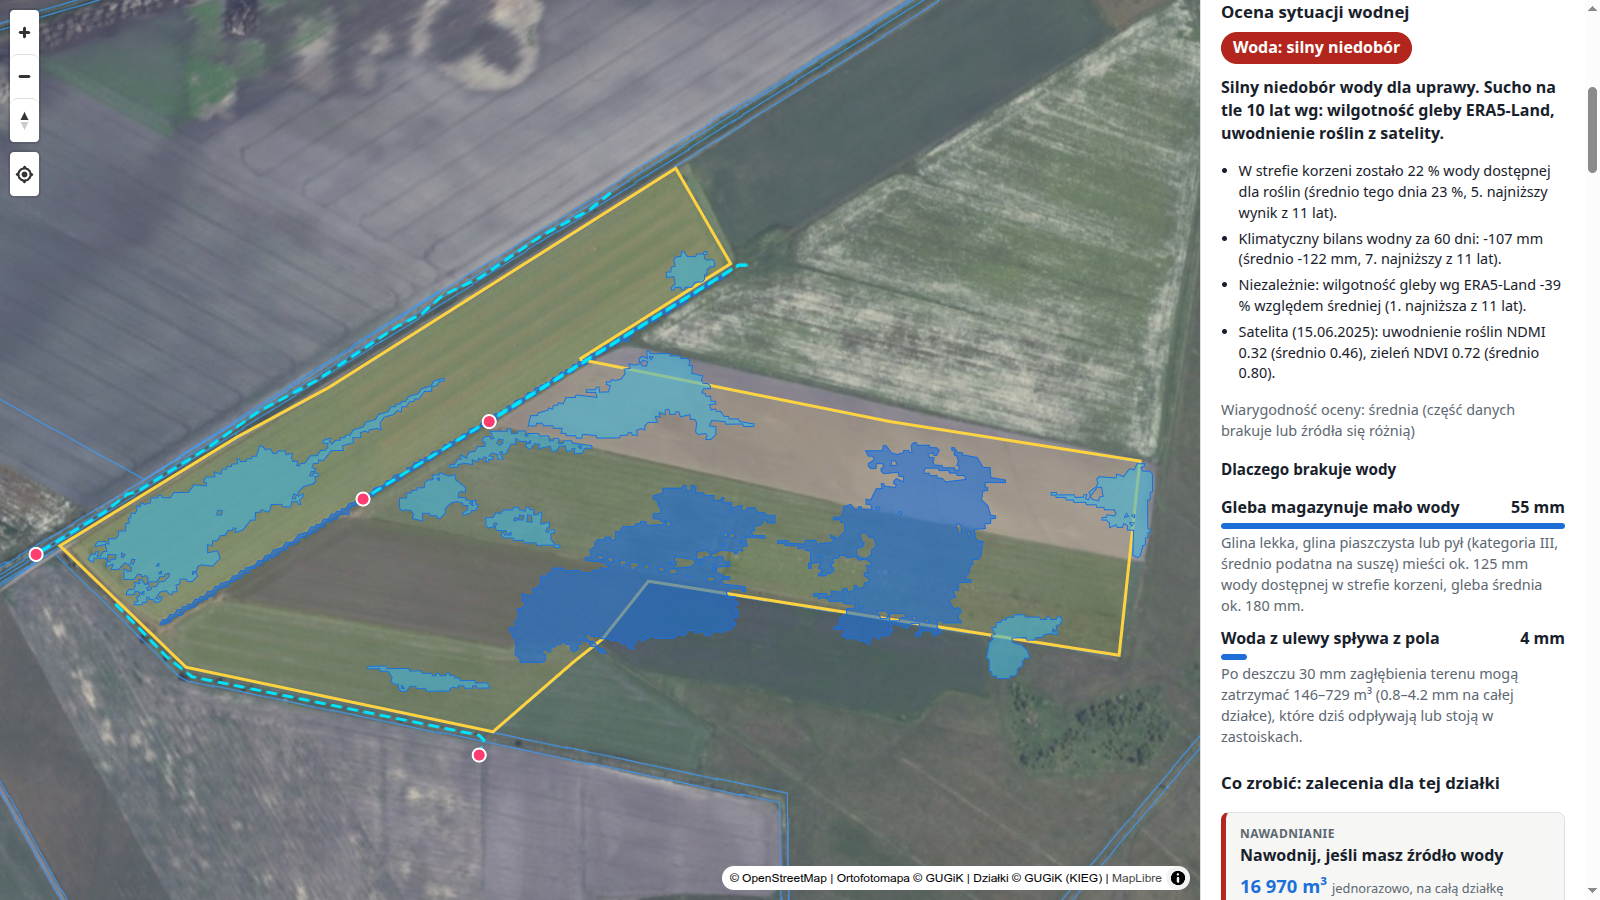 Ocena sytuacji wodnej
Woda: silny niedobór
Silny niedobór wody dla uprawy. Sucho na
tle 10 lat wg: wilgotność gleby ERA5-Land,
uwodnienie roślin z satelity.
• W strefie korzeni zostało 22 % wody dostępnej
dla roślin (średnio tego dnia 23 %, 5. najniższy
wynik z 11 lat).
• Klimatyczny bilans wodny za 60 dni: -107 mm
(średnio -122 mm, 7. najniższy z 11 lat).
• Niezależnie: wilgotność gleby wg ERA5-Land -39
% względem średniej (1. najniższa z 11 lat).
• Satelita (15.06.2025): uwodnienie roślin NDMI
0.32 (średnio 0.46), zieleń NDVI 0.72 (średnio
0.80).
Wiarygodność oceny: średnia (część danych
brakuje lub źródła się różnią)
Dlaczego brakuje wody
Gleba magazynuje mało wody 55 mm
Glina lekka, glina piaszczysta lub pył (kategoria III,
średnio podatna na suszę) mieści ok. 125 mm
wody dostępnej w strefie korzeni, gleba średnia
ok. 180 mm.
Woda z ulewy spływa z pola 4 mm
Po deszczu 30 mm zagłębienia terenu mogą
zatrzymać 146–729 m³ (0.8–4.2 mm na całej
działce), które dziś odpływają lub stoją w
zastoiskach.
Co zrobić: zalecenia dla tej działki
NAWADNIANIE
Nawodnij, jeśli masz źródło wody
16 970 m³ jednorazowo, na całą działkę
© OpenStreetMap | Ortofotomapa © GUGiK | Działki © GUGiK (KIEG) | MapLibre